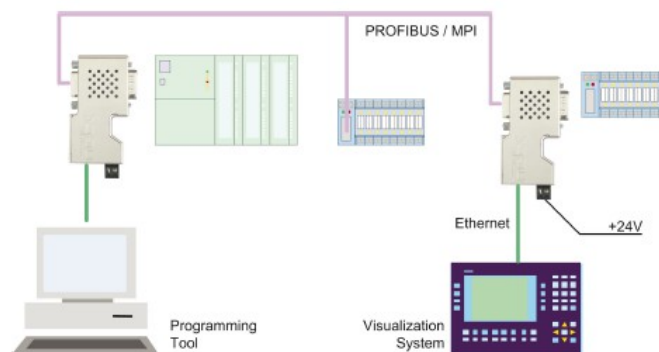 PROFIBUS / MPI
Ethernet
+24V
Programming
Tool
Visualization
System